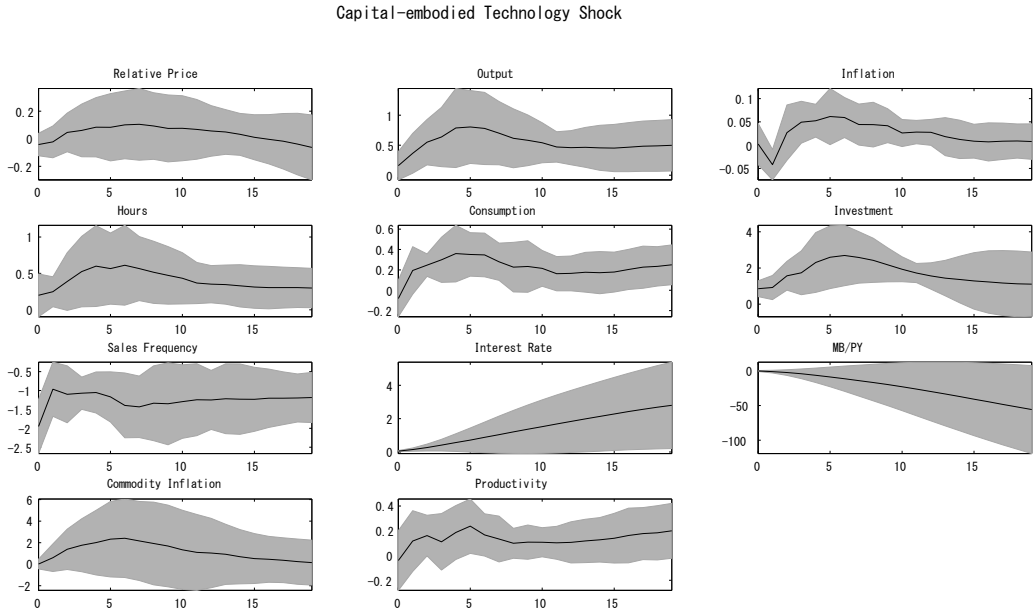 Capital-embodied Technology Shock
Relative Price
0.2
0
-0.2
0 5 10 15
Output
1
0.5
0
0 5 10 15
Inflation
0.1
0.05
0
-0.05
0 5 10 15
Hours
1
0.5
0
0 5 10 15
Consumption
0.6
0.4
0.2
0
-0.2
0 5 10 15
Investment
4
2
0
0 5 10 15
Sales Frequency
-0.5
-1
-1.5
-2
-2.5
0 5 10 15
Interest Rate
4
2
0
0 5 10 15
MB/PY
0
-50
-100
0 5 10 15
Commodity Inflation
6
4
2
0
-2
0 5 10 15
Productivity
0.4
0.2
0
-0.2
0 5 10 15